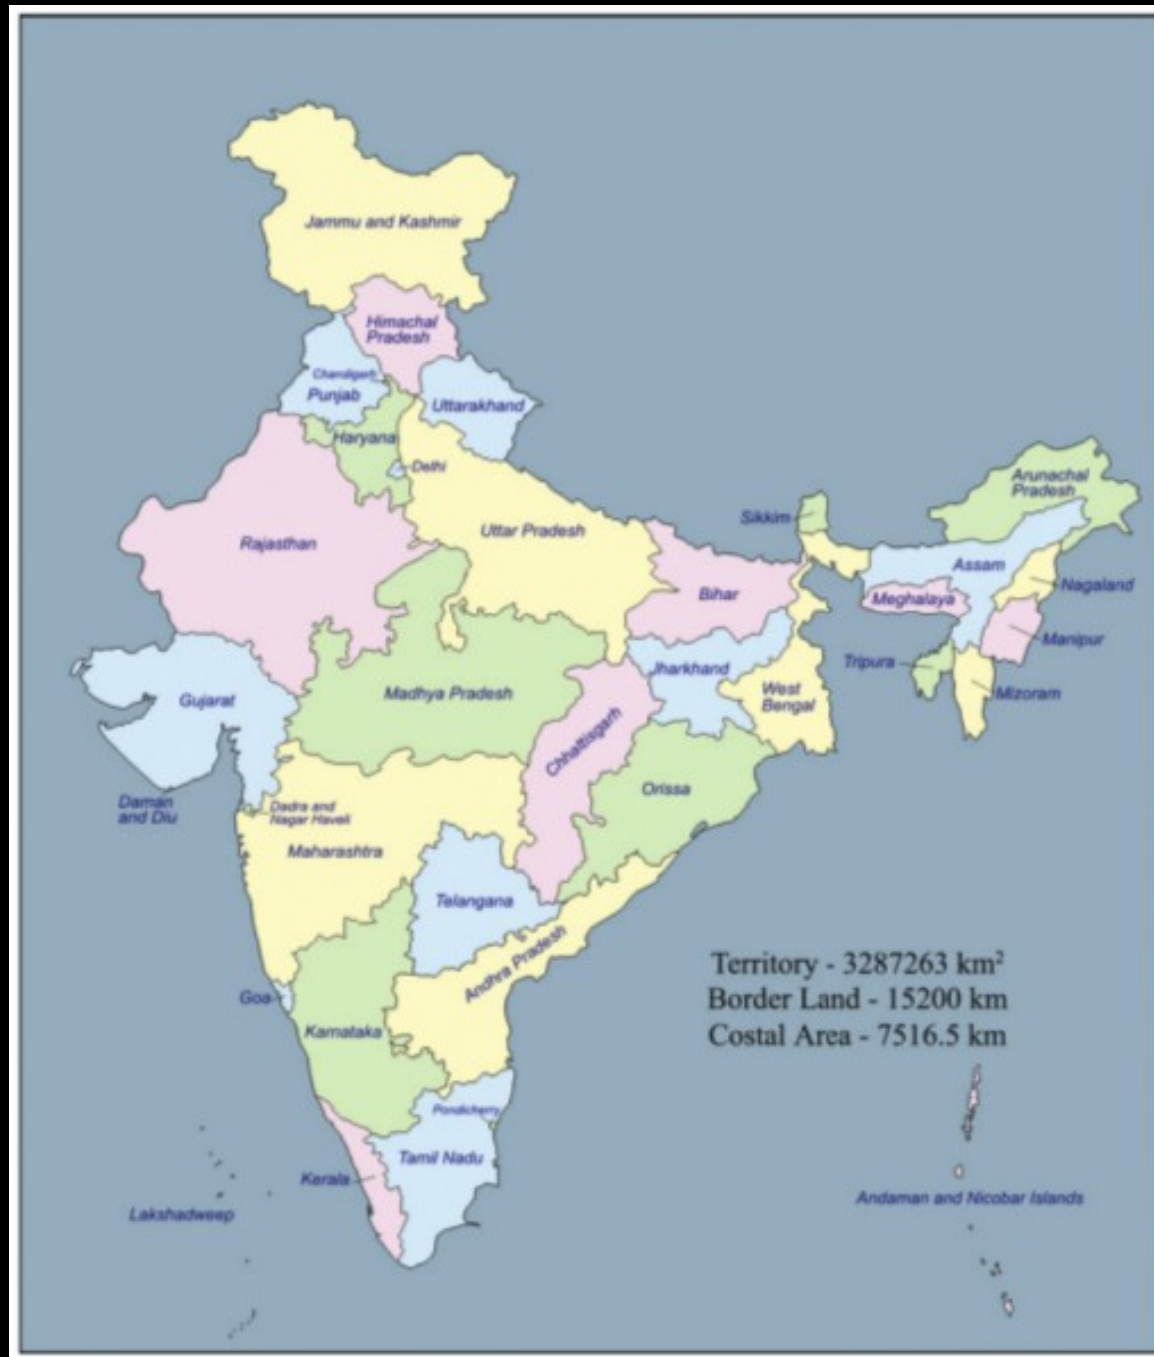 Jammu and Kashmir
Himachal
Pradesh
Chandigarh
Punjab
Uttarakhand
Haryana
Delhi
Arunachal
Pradesh
Sikkim
Uttar Pradesh
Rajasthan
Assam
Nagaland
Bihar
Meghalaya
Manipur
Tripura
Jharkhand
Mizoram
Gujarat
Madhya Pradesh
West
Bengal
Chhattisgarh
Orissa
Daman
and Diu
Dadra and
Nagar Haveli
Maharashtra
Telangana
Andhra Pradesh
Territory - 3287263 km²
Border Land - 15200 km
Costal Area - 7516.5 km
Goa
Karnataka
Pondicherry
Tamil Nadu
Kerala
Lakshadweep
Andaman and Nicobar Islands